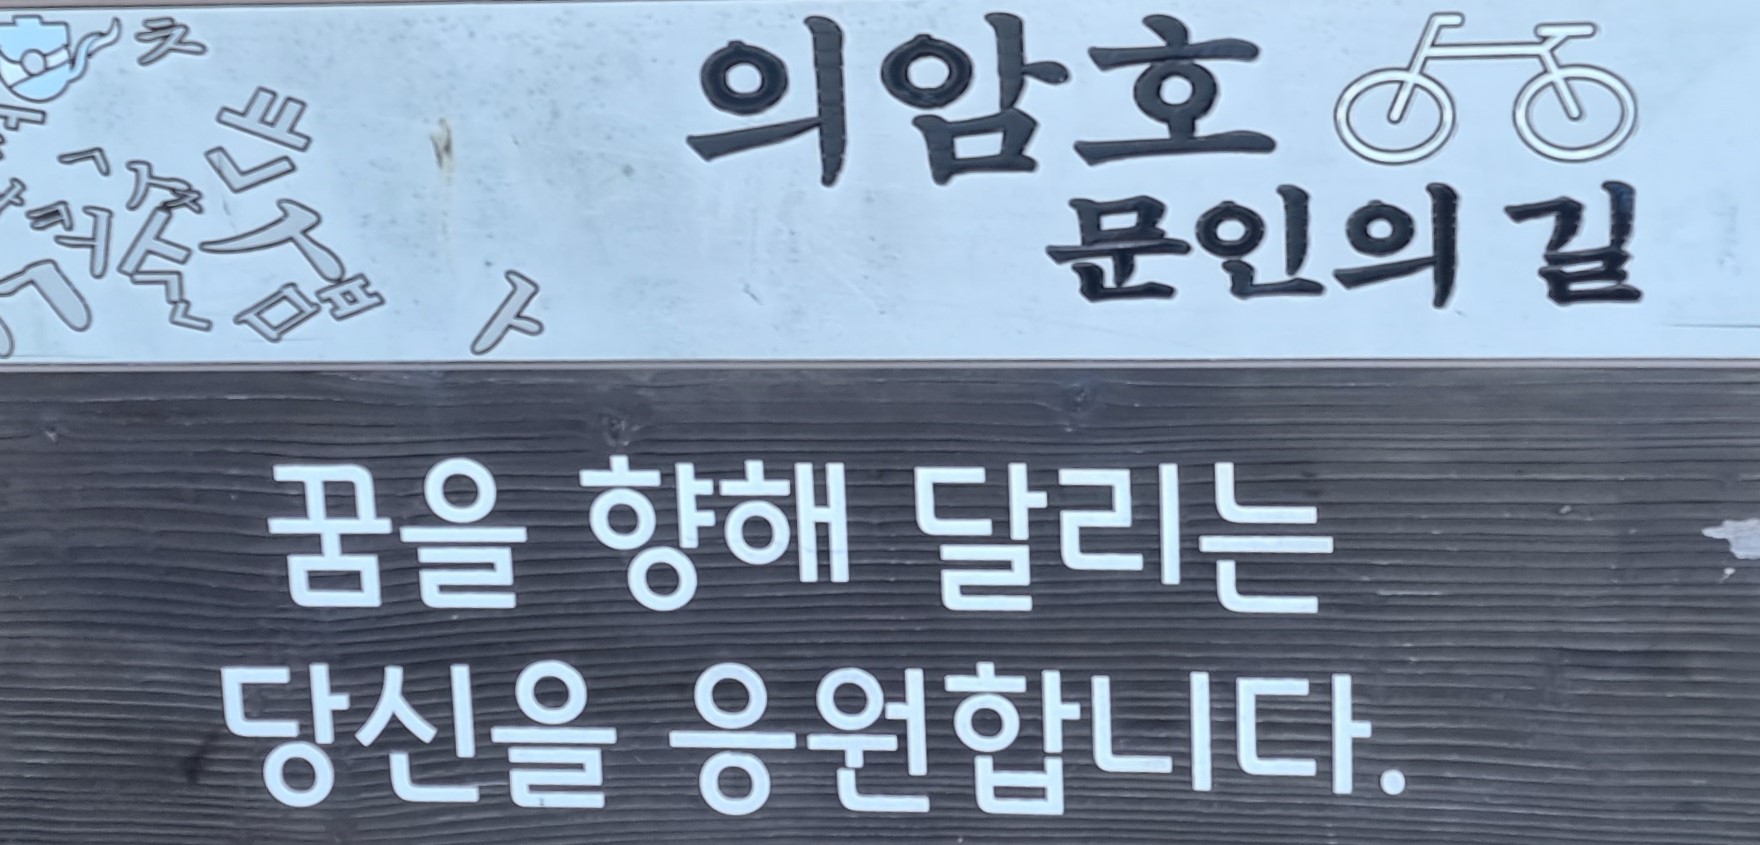 의암호
문인의 길
꿈을 향해 달리는
당신을 응원합니다.